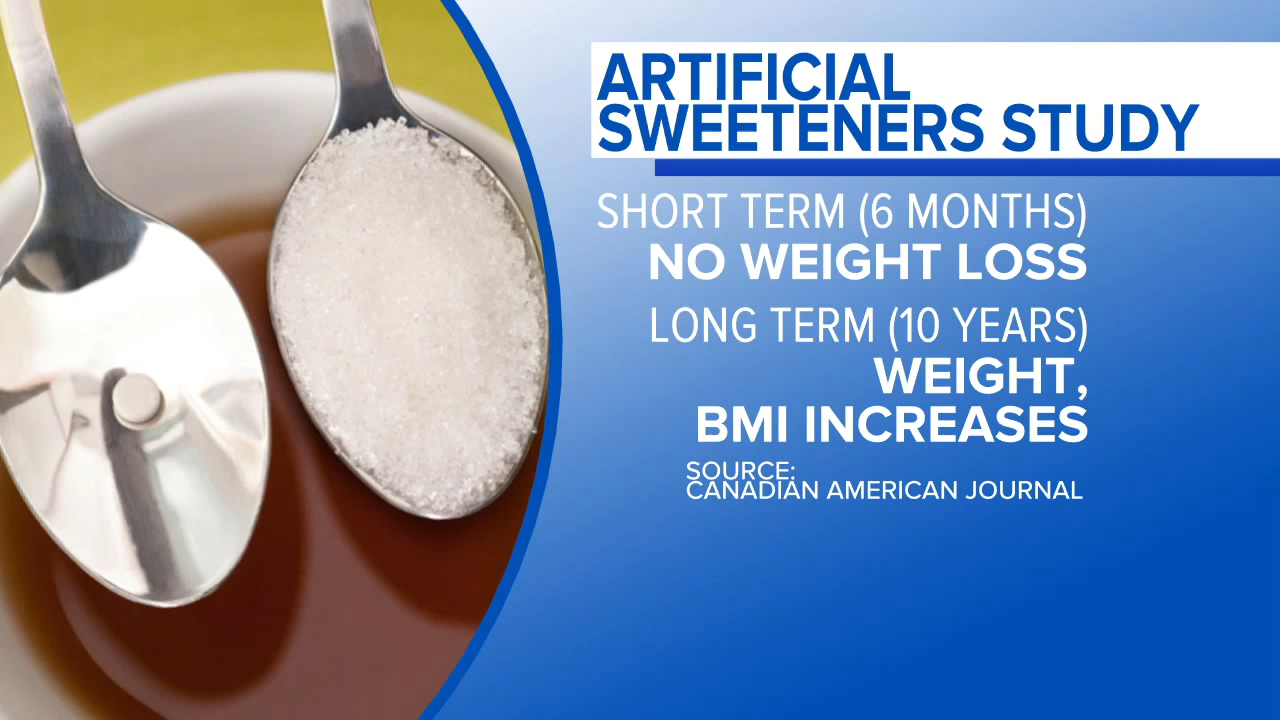 ARTIFICIAL
SWEETENERS STUDY
SHORT TERM (6 MONTHS)
NO WEIGHT LOSS
LONG TERM (10 YEARS)
WEIGHT,
BMI INCREASES
SOURCE:
CANADIAN AMERICAN JOURNAL